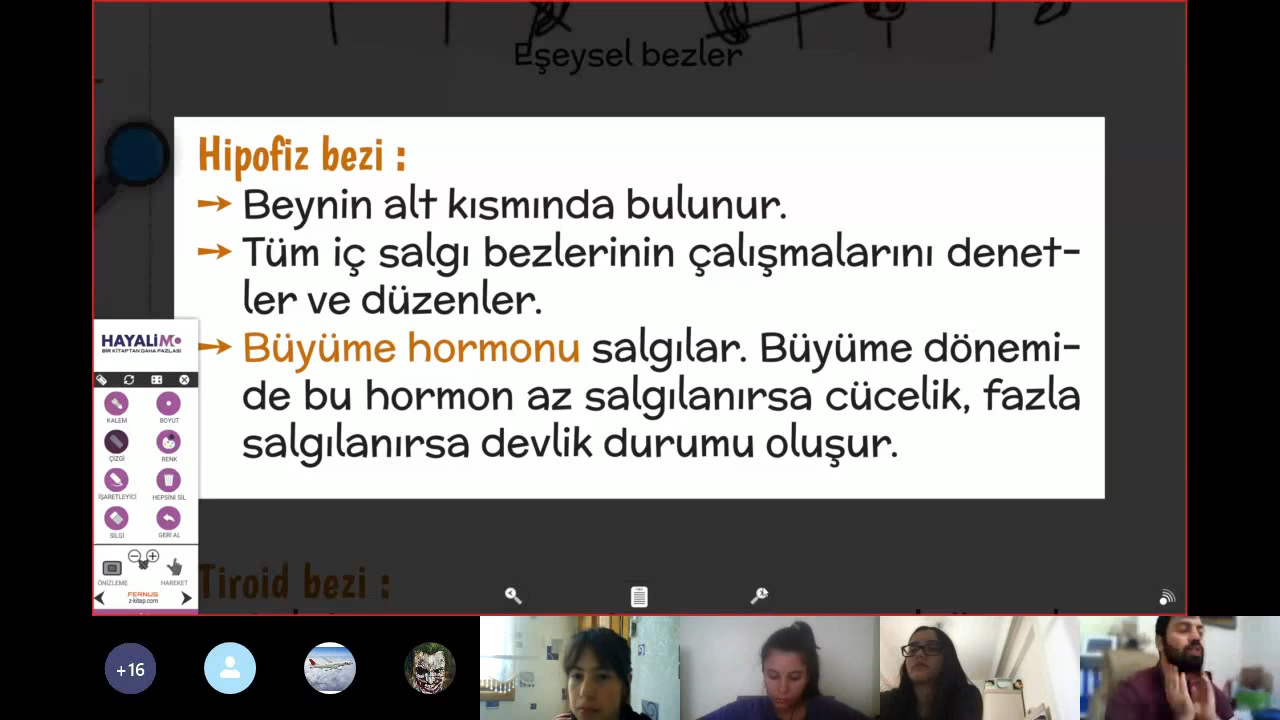 Eşeysel bezler
Hipofiz bezi :
→ Beynin alt kısmında bulunur.
→ Tüm iç salgı bezlerinin çalışmalarını denet-
ler ve düzenler.
→ Büyüme hormonu salgılar. Büyüme dönemi-
de bu hormon az salgılanırsa cücelik, fazla
salgılanırsa devlik durumu oluşur.
HAYALiM
BİR KİTAPTAN DAHA FAZLASI
KALEM BOYUT
ÇİZGİ RENK
İŞARETLEYİCİ HEPSİNİ SİL
SİLGİ GERİ AL
ÖNİZLEME HAREKET
FERNUS
z-kitap.com
Tiroid bezi :
+16